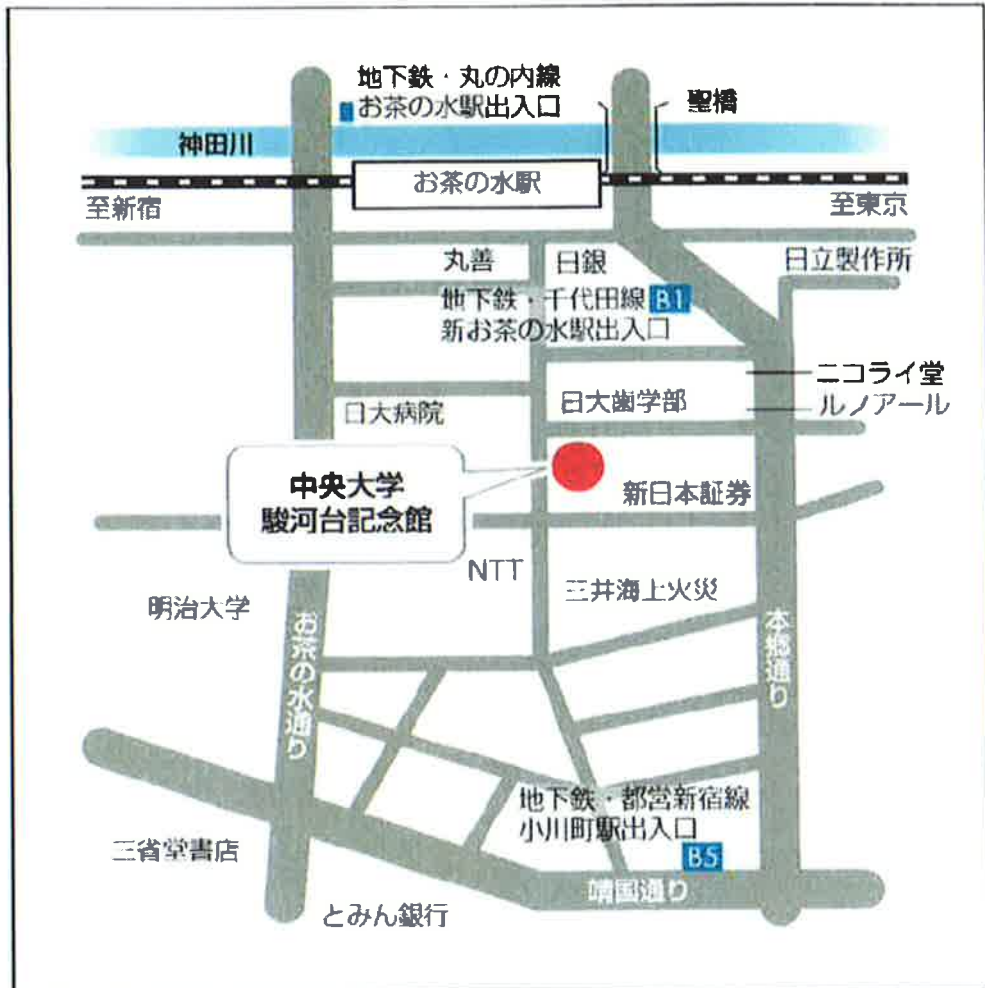 地下鉄・丸の内線
お茶の水駅出入口
聖橋
神田川
お茶の水駅
至新宿
至東京
丸善
日銀
日立製作所
地下鉄・千代田線 B1
新お茶の水駅出入口
ニコライ堂
日大歯学部
ルノアール
日大病院
中央大学
駿河台記念館
新日本証券
NTT
三井海上火災
明治大学
お茶の水通り
本郷通り
地下鉄・都営新宿線
小川町駅出入口
B5
三省堂書店
靖国通り
とみん銀行